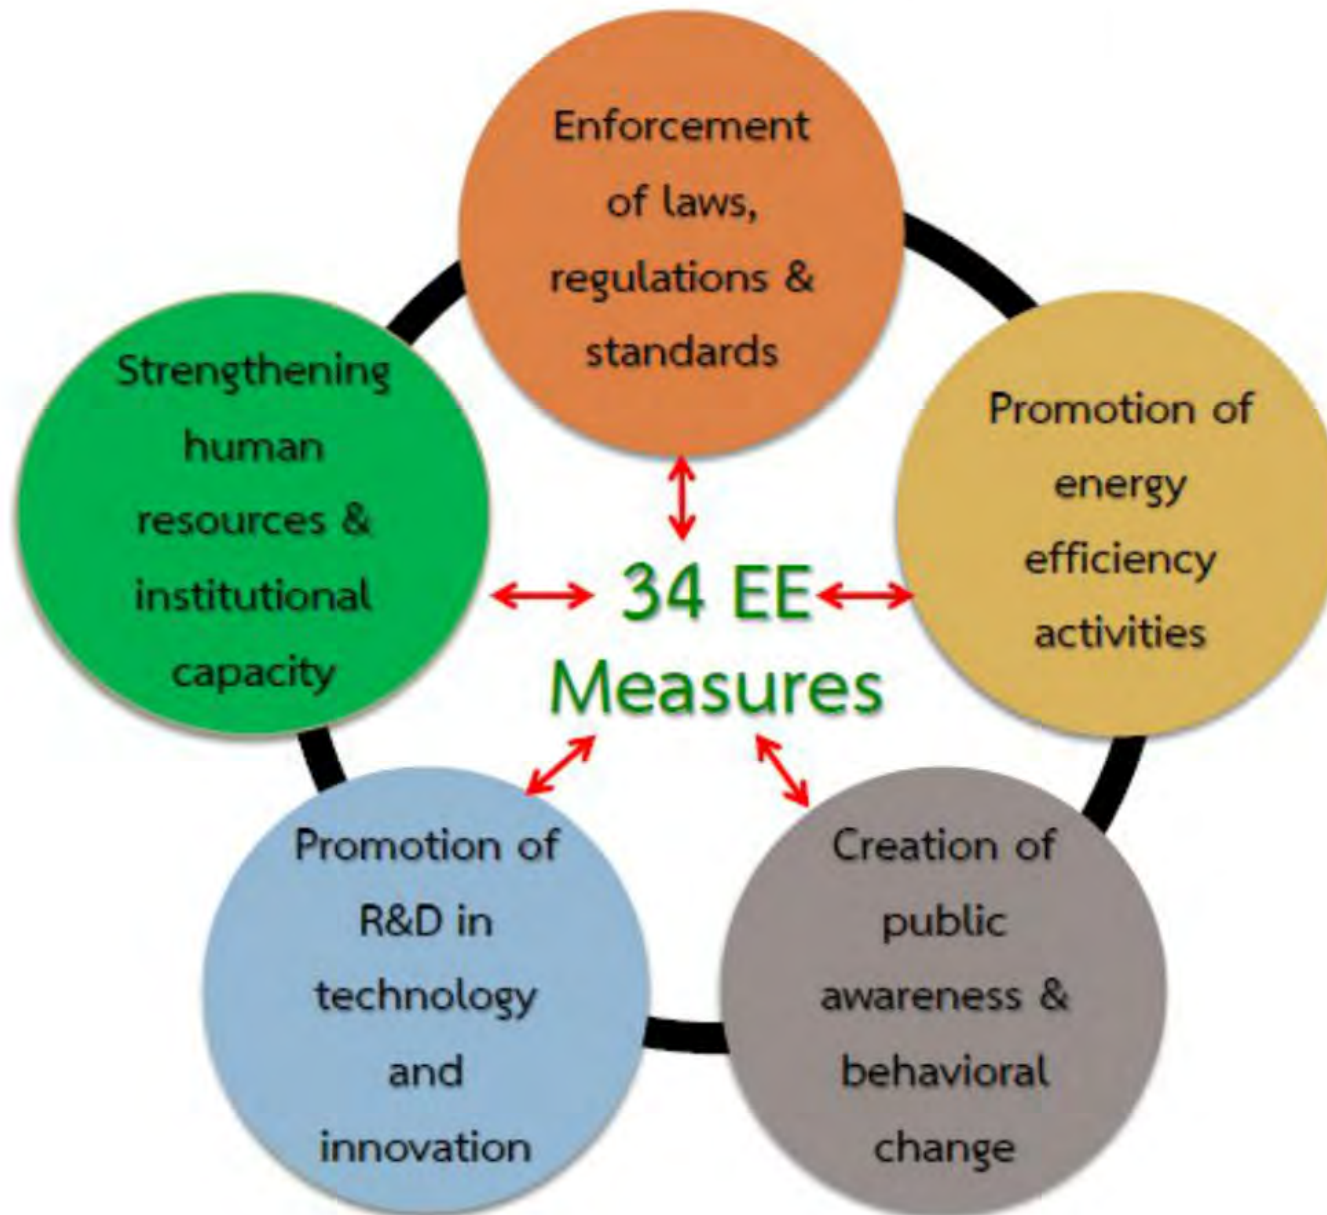 Enforcement
of laws,
regulations &
standards
Strengthening
human
resources &
institutional
capacity
Promotion of
energy
efficiency
activities
34 EE
Measures
Promotion of
R&D in
technology
and
innovation
Creation of
public
awareness &
behavioral
change